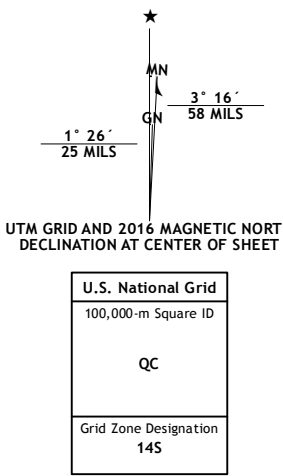 ★
MN
3° 16´
58 MILS
GN
1° 26´
25 MILS
UTM GRID AND 2016 MAGNETIC NORT
DECLINATION AT CENTER OF SHEET
U.S. National Grid
100,000-m Square ID
QC
Grid Zone Designation
14S